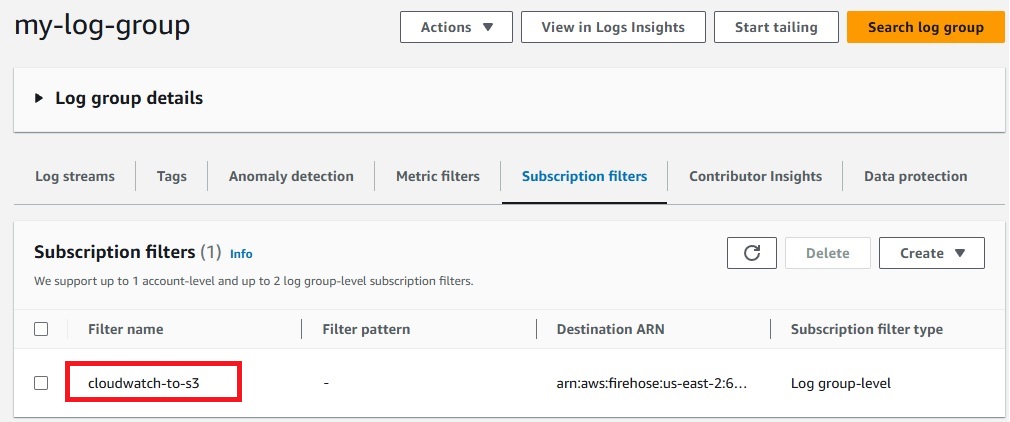 my-log-group
Actions
View in Logs Insights
Start tailing
Search log group
Log group details
Log streams Tags Anomaly detection Metric filters Subscription filters Contributor Insights Data protection
Subscription filters (1) Info
Delete
Create
We support up to 1 account-level and up to 2 log group-level subscription filters.
Filter name Filter pattern Destination ARN Subscription filter type
cloudwatch-to-s3 - arn:aws:firehose:us-east-2:6... Log group-level